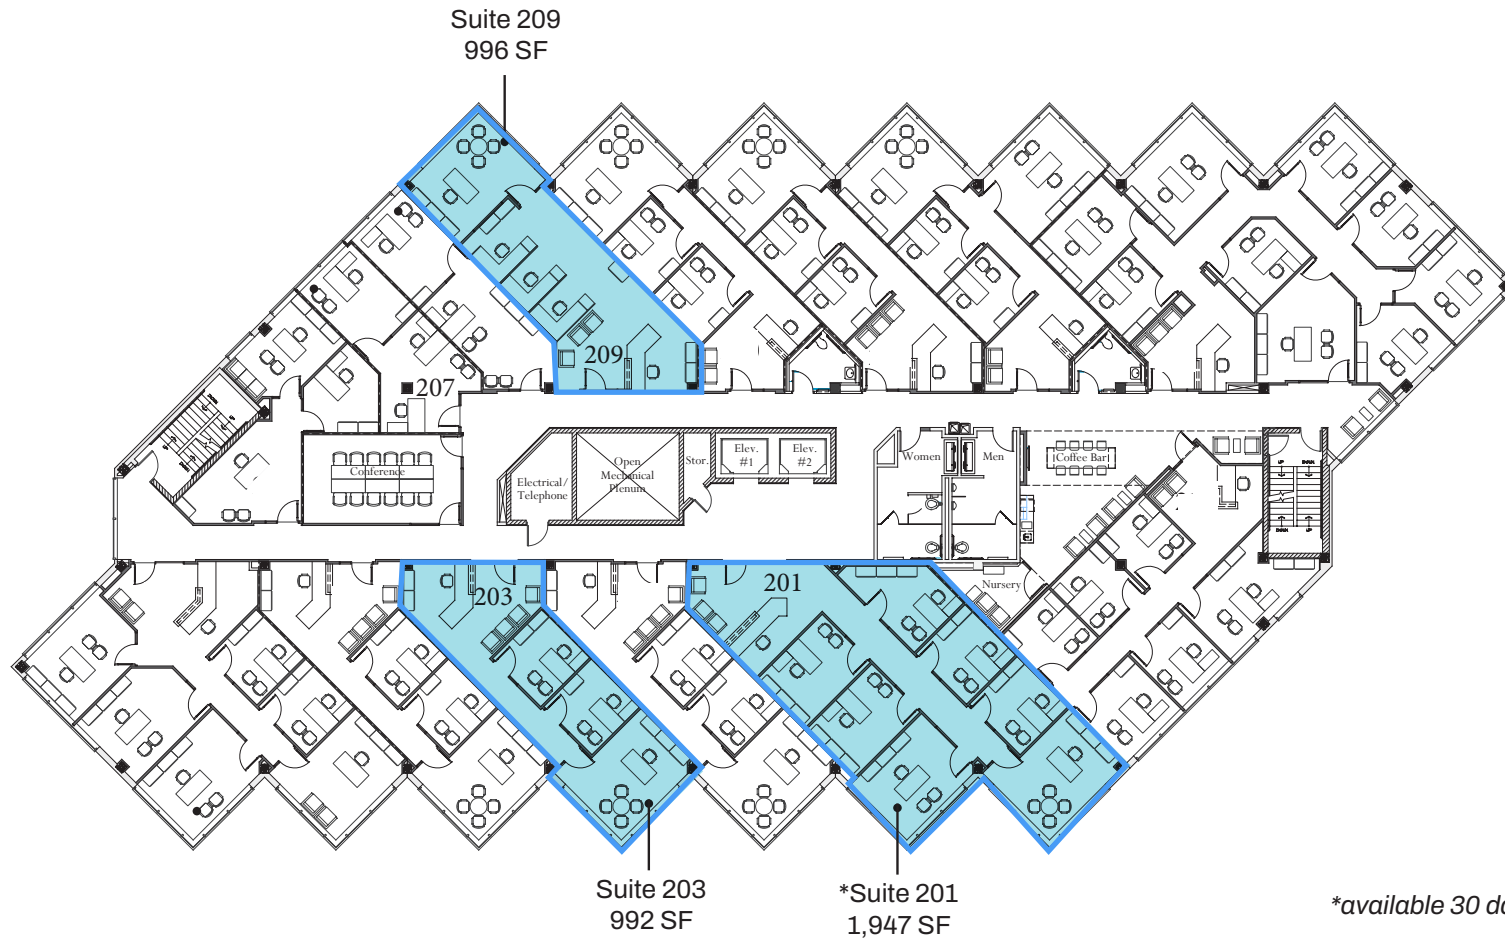 Suite 209
996 SF
209
207
Conference
Electrical/
Telephone
Open
Mechanical
Plenum
Stor.
Elev.
#1
Elev.
#2
Women
Men
Coffee Bar
Nursery
203
201
Suite 203
992 SF
*Suite 201
1,947 SF
*available 30 da